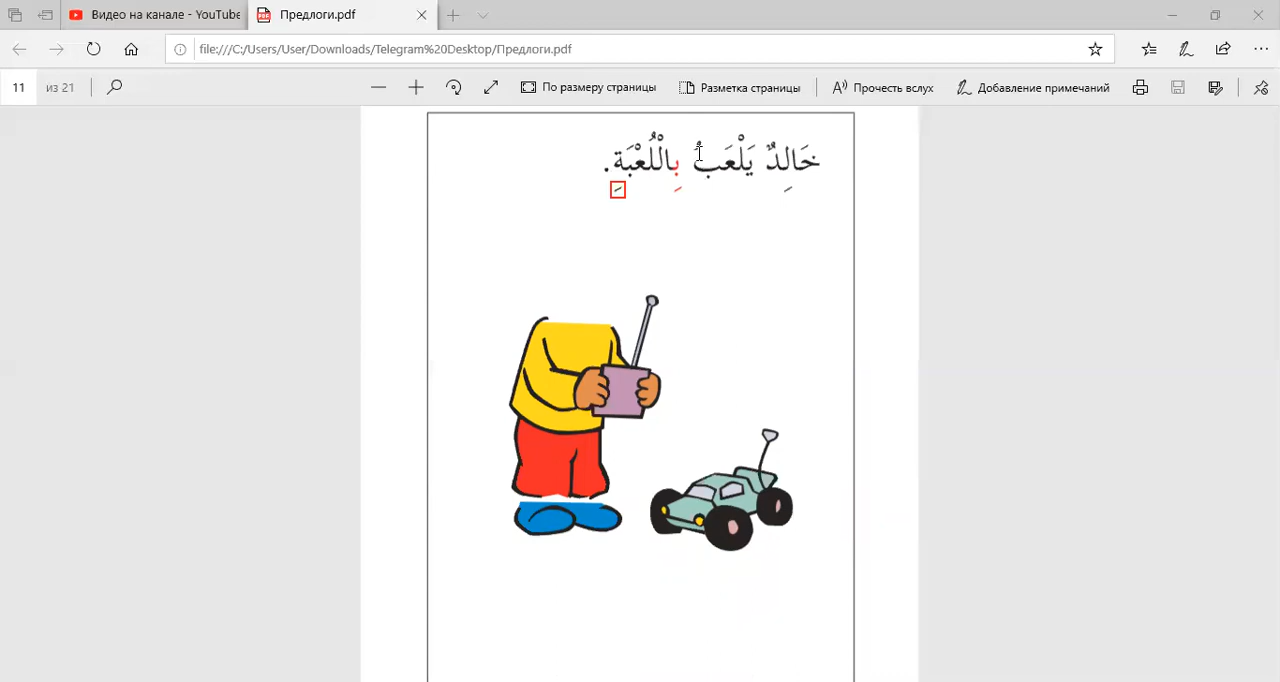 Видео на канале - YouTube
Предлоги.pdf
file:///C:/Users/User/Downloads/Telegram%20Desktop/Предлоги.pdf
11 из 21
По размеру страницы
Разметка страницы
Прочесть вслух
Добавление примечаний
خَالِدٌ يَلْعَبُ بِاللُْعْبَةِ.